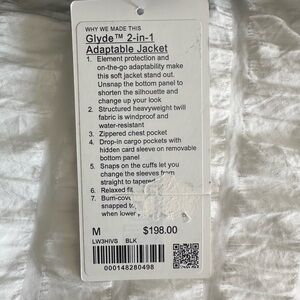 WHY WE MADE THIS
Glyde™ 2-in-1
Adaptable Jacket
1. Element protection and
on-the-go adaptability make
this soft jacket stand out.
Unsnap the bottom panel to
shorten the silhouette and
change up your look
2. Structured heavyweight twill
fabric is windproof and
water-resistant
3. Zippered chest pocket
4. Drop-in cargo pockets with
hidden card sleeve on removable
bottom panel
5. Snaps on the cuffs let you
change the sleeves from
straight to tapered
6. Relaxed fit
7. Bum-cov
snapped
when lower
M $198.00
LW3HIVS BLK
000148280498